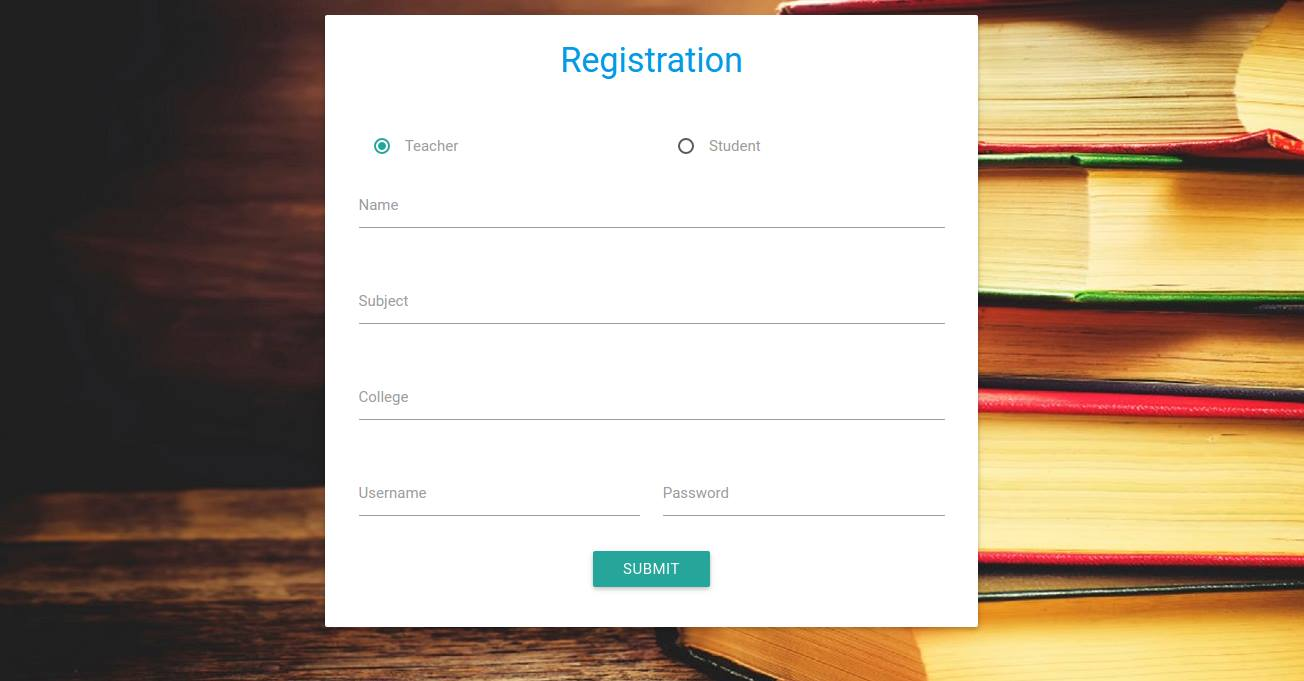 Registration
Teacher Student
Name
Subject
College
Username Password
SUBMIT